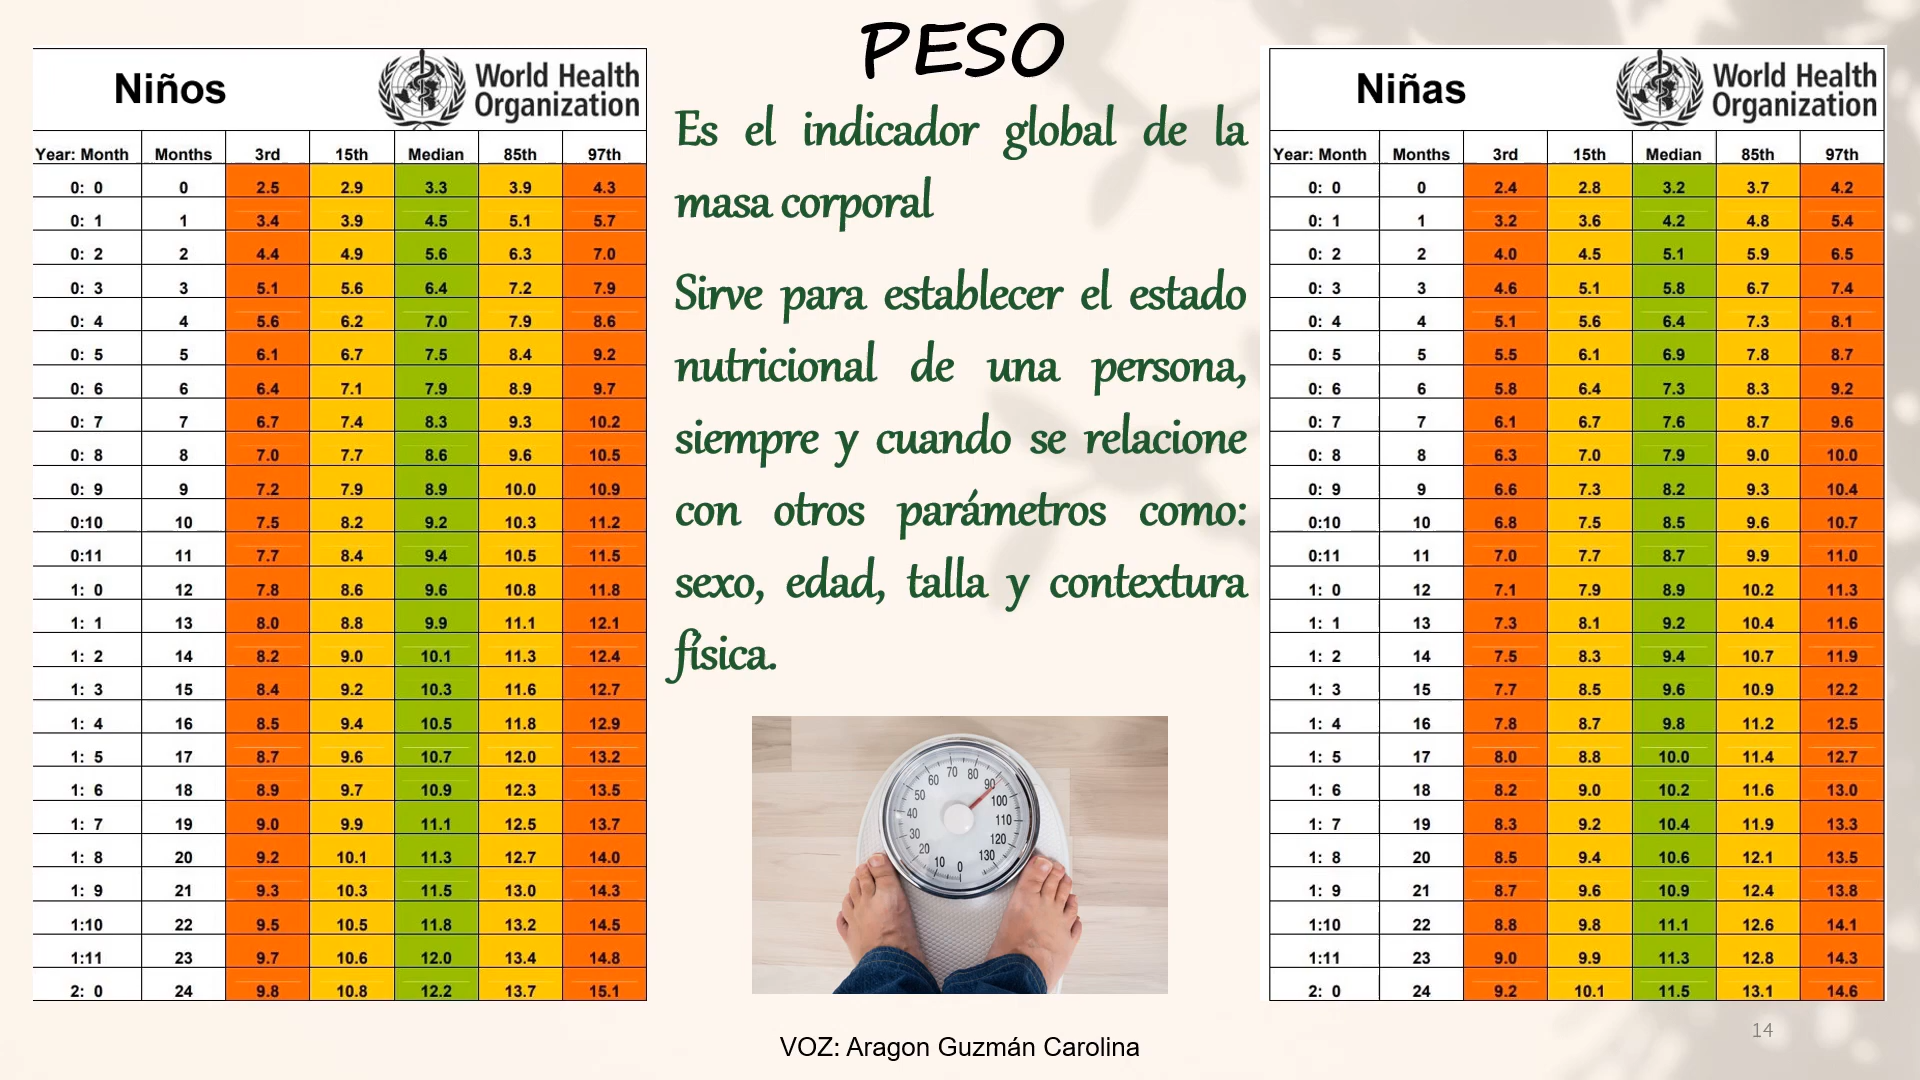 PESO
Niños
World Health
Organization
Year: Month Months 3rd 15th Median 85th 97th
0: 0 0 2.5 2.9 3.3 3.9 4.3
0: 1 1 3.4 3.9 4.5 5.1 5.7
0: 2 2 4.4 4.9 5.6 6.3 7.0
0: 3 3 5.1 5.6 6.4 7.2 7.9
0: 4 4 5.6 6.2 7.0 7.9 8.6
0: 5 5 6.1 6.7 7.5 8.4 9.2
0: 6 6 6.4 7.1 7.9 8.9 9.7
0: 7 7 6.7 7.4 8.3 9.3 10.2
0: 8 8 7.0 7.7 8.6 9.6 10.5
0: 9 9 7.2 7.9 8.9 10.0 10.9
0:10 10 7.5 8.2 9.2 10.3 11.2
0:11 11 7.7 8.4 9.4 10.5 11.5
1: 0 12 7.8 8.6 9.6 10.8 11.8
1: 1 13 8.0 8.8 9.9 11.1 12.1
1: 2 14 8.2 9.0 10.1 11.3 12.4
1: 3 15 8.4 9.2 10.3 11.6 12.7
1: 4 16 8.5 9.4 10.5 11.8 12.9
1: 5 17 8.7 9.6 10.7 12.0 13.2
1: 6 18 8.9 9.7 10.9 12.3 13.5
1: 7 19 9.0 9.9 11.1 12.5 13.7
1: 8 20 9.2 10.1 11.3 12.7 14.0
1: 9 21 9.3 10.3 11.5 13.0 14.3
1:10 22 9.5 10.5 11.8 13.2 14.5
1:11 23 9.7 10.6 12.0 13.4 14.8
2: 0 24 9.8 10.8 12.2 13.7 15.1
Es el indicador global de la
masa corporal
Sirve para establecer el estado
nutricional de una persona,
siempre y cuando se relacione
con otros parámetros como:
sexo, edad, talla y contextura
física.
0 10 20 30 40 50 60 70 80 90 100 110 120 130
VOZ: Aragon Guzmán Carolina
Niñas
World Health
Organization
Year: Month Months 3rd 15th Median 85th 97th
0: 0 0 2.4 2.8 3.2 3.7 4.2
0: 1 1 3.2 3.6 4.2 4.8 5.4
0: 2 2 4.0 4.5 5.1 5.9 6.5
0: 3 3 4.6 5.1 5.8 6.7 7.4
0: 4 4 5.1 5.6 6.4 7.3 8.1
0: 5 5 5.5 6.1 6.9 7.8 8.7
0: 6 6 5.8 6.4 7.3 8.3 9.2
0: 7 7 6.1 6.7 7.6 8.7 9.6
0: 8 8 6.3 7.0 7.9 9.0 10.0
0: 9 9 6.6 7.3 8.2 9.3 10.4
0:10 10 6.8 7.5 8.5 9.6 10.7
0:11 11 7.0 7.7 8.7 9.9 11.0
1: 0 12 7.1 7.9 8.9 10.2 11.3
1: 1 13 7.3 8.1 9.2 10.4 11.6
1: 2 14 7.5 8.3 9.4 10.7 11.9
1: 3 15 7.7 8.5 9.6 10.9 12.2
1: 4 16 7.8 8.7 9.8 11.2 12.5
1: 5 17 8.0 8.8 10.0 11.4 12.7
1: 6 18 8.2 9.0 10.2 11.6 13.0
1: 7 19 8.3 9.2 10.4 11.9 13.3
1: 8 20 8.5 9.4 10.6 12.1 13.5
1: 9 21 8.7 9.6 10.9 12.4 13.8
1:10 22 8.8 9.8 11.1 12.6 14.1
1:11 23 9.0 9.9 11.3 12.8 14.3
2: 0 24 9.2 10.1 11.5 13.1 14.6
14